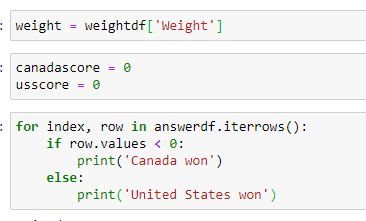 : weight = weightdf['Weight']
: canadascore = 0
usscore = 0
: for index, row in answerdf.iterrows():
    if row.values < 0:
        print('Canada won')
    else:
        print('United States won')